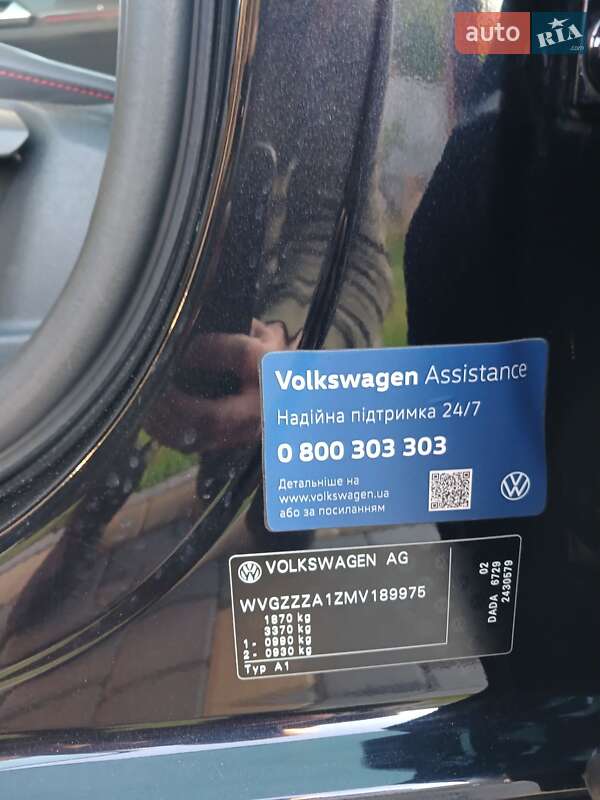 auto RIA.com
Volkswagen Assistance
Надійна підтримка 24/7
0 800 303 303
Детальніше на
www.volkswagen.ua
або за посиланням
VOLKSWAGEN AG
WVGZZZA1ZMV189975
1870 kg
3370 kg
1 - 0990 kg
2 - 0930 kg
Typ A1
02
DADA 6729
2430579